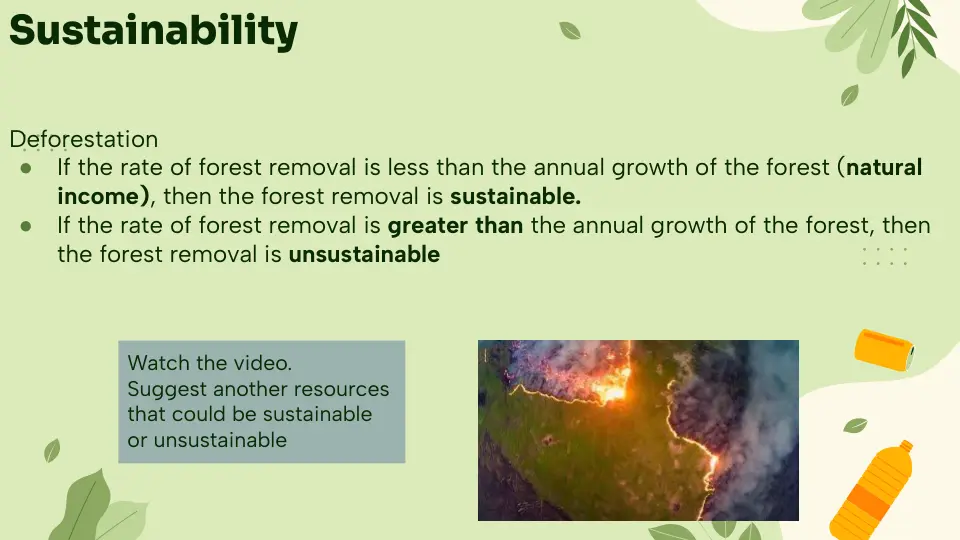 Sustainability
Deforestation
● If the rate of forest removal is less than the annual growth of the forest (natural
income), then the forest removal is sustainable.
● If the rate of forest removal is greater than the annual growth of the forest, then
the forest removal is unsustainable
Watch the video.
Suggest another resources
that could be sustainable
or unsustainable